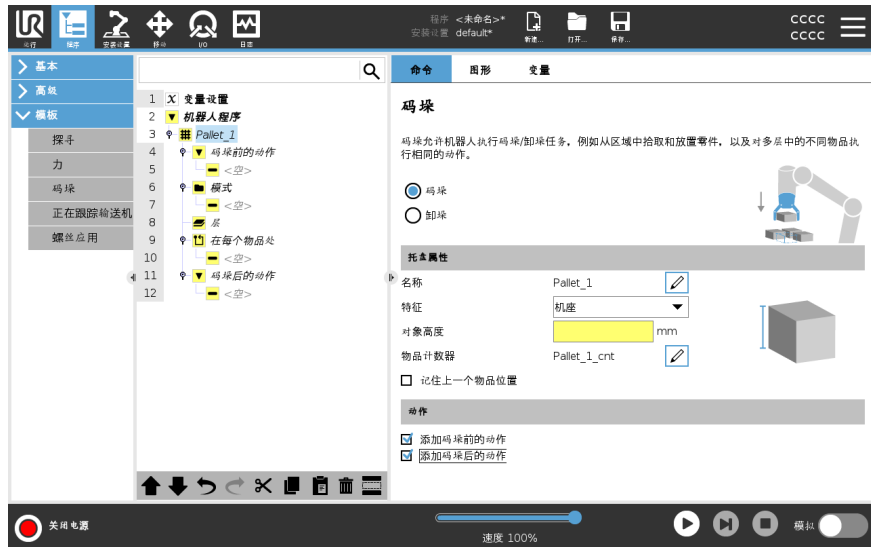 UR
运行
程序
安装设置
移动
I/O
日志
程序 <未命名>*
安装设置 default*
新建...
打开...
保存...
CCCC
CCCC
基本
高级
模板
探寻
力
码垛
正在跟踪输送机
螺丝应用
1 X 变量设置
2 机器人程序
3 Pallet_1
4 码垛前的动作
5 <空>
6 模式
7 <空>
8 层
9 在每个物品处
10 <空>
11 码垛后的动作
12 <空>
命令 图形 变量
码垛
码垛允许机器人执行码垛/卸垛任务，例如从区域中拾取和放置零件，以及对多层中的不同物品执
行相同的动作。
码垛
卸垛
托盘属性
名称 Pallet_1
特征 机座
对象高度 mm
物品计数器 Pallet_1_cnt
记住上一个物品位置
动作
添加码垛前的动作
添加码垛后的动作
关闭电源
速度 100%
模拟